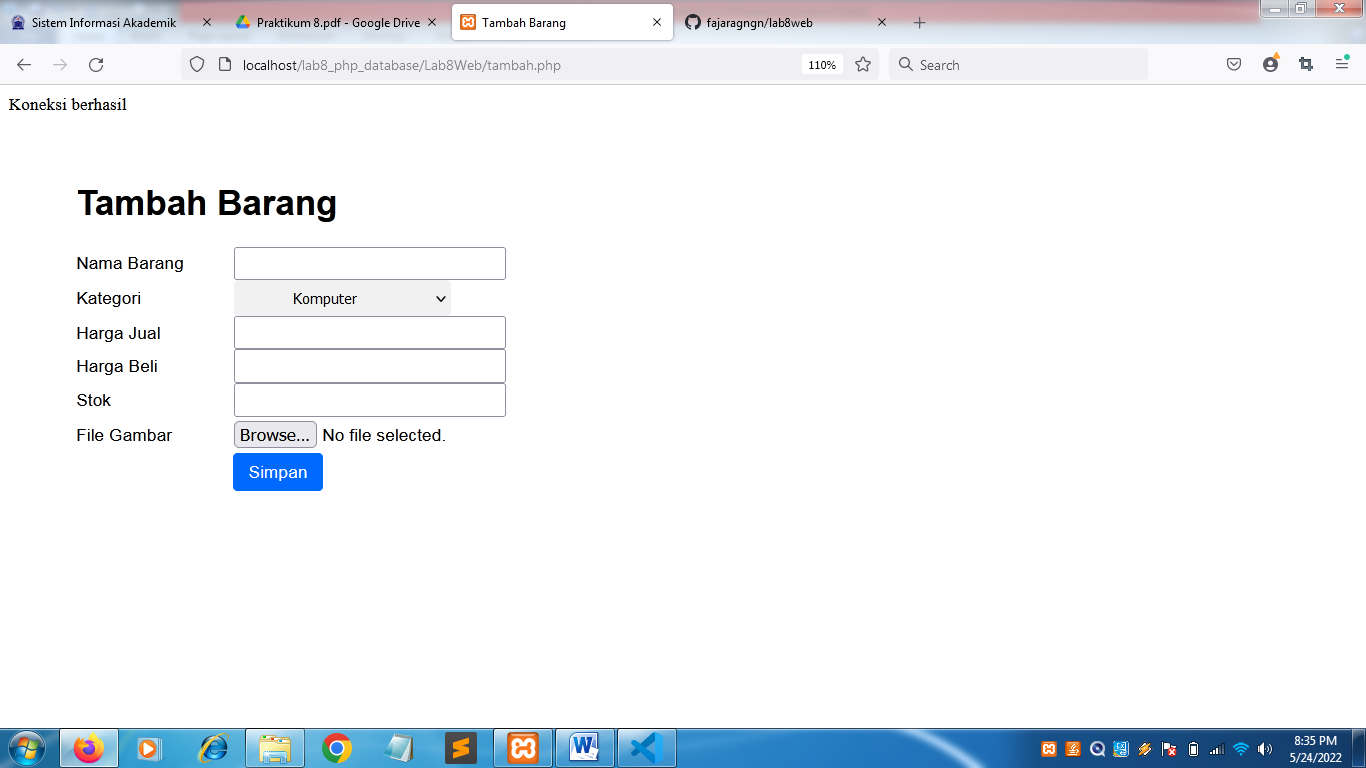 Sistem Informasi Akademik
Praktikum 8.pdf - Google Drive
Tambah Barang
fajaragngn/lab8web
localhost/lab8_php_database/Lab8Web/tambah.php
110%
Search
Koneksi berhasil
Tambah Barang
Nama Barang
Kategori Komputer
Harga Jual
Harga Beli
Stok
File Gambar Browse... No file selected.
Simpan
8:35 PM
5/24/2022